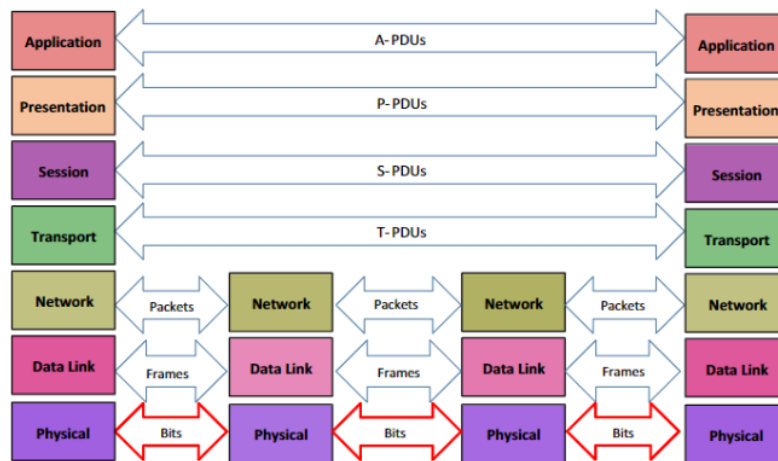 Application A- PDUs Application
Presentation P-PDUs Presentation
Session S-PDUs Session
Transport T-PDUs Transport
Network Packets Network Packets Network Packets Network
Data Link Frames Data Link Frames Data Link Frames Data Link
Physical Bits Physical Bits Physical Bits Physical